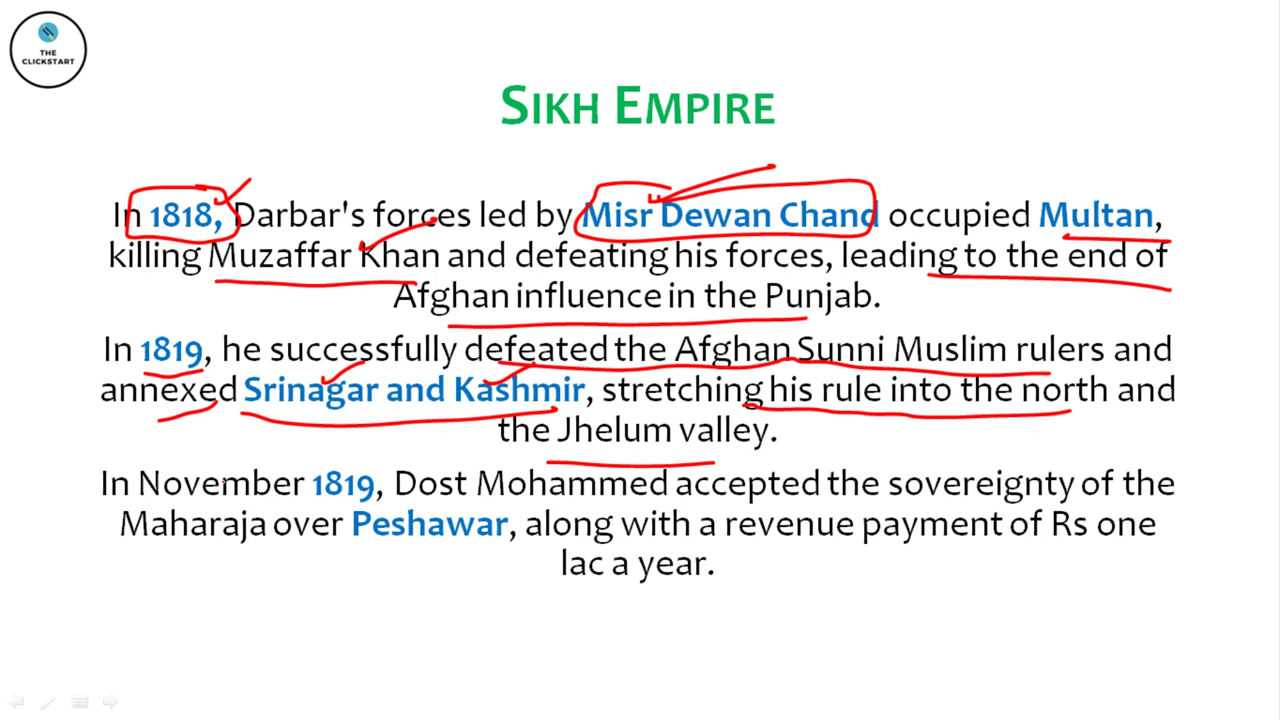 THE
CLICKSTART
SIKH EMPIRE
In 1818, Darbar's forces led by Misr Dewan Chand occupied Multan,
killing Muzaffar Khan and defeating his forces, leading to the end of
Afghan influence in the Punjab.
In 1819, he successfully defeated the Afghan Sunni Muslim rulers and
annexed Srinagar and Kashmir, stretching his rule into the north and
the Jhelum valley.
In November 1819, Dost Mohammed accepted the sovereignty of the
Maharaja over Peshawar, along with a revenue payment of Rs one
lac a year.